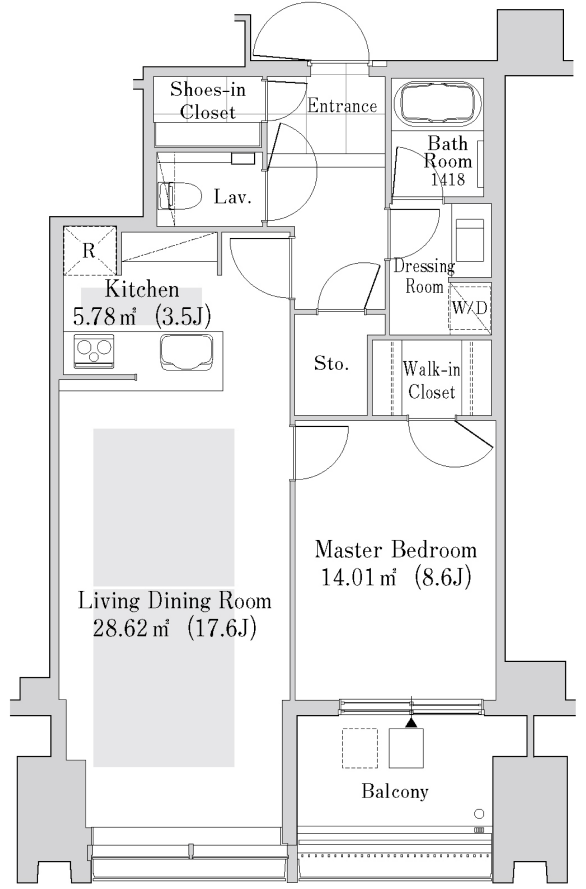 Shoes-in
Closet
Entrance
Bath
Room
1418
Lav.
R
Dressing
Room
Kitchen
5.78㎡ (3.5J)
W/D
Sto.
Walk-in
Closet
Master Bedroom
14.01㎡ (8.6J)
Living Dining Room
28.62㎡ (17.6J)
Balcony